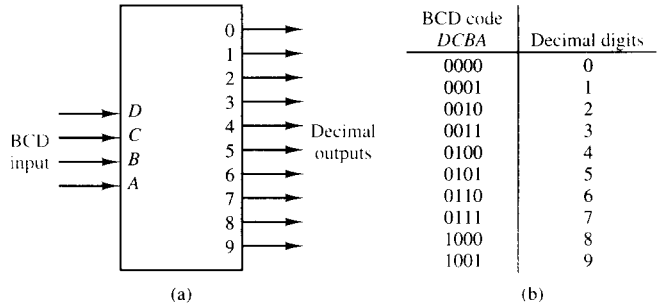 0
1
2
3
4
5
6
7
8
9
D
C
B
A
BCD
input
Decimal
outputs
(a)
BCD code
DCBA Decimal digits
0000 0
0001 1
0010 2
0011 3
0100 4
0101 5
0110 6
0111 7
1000 8
1001 9
(b)